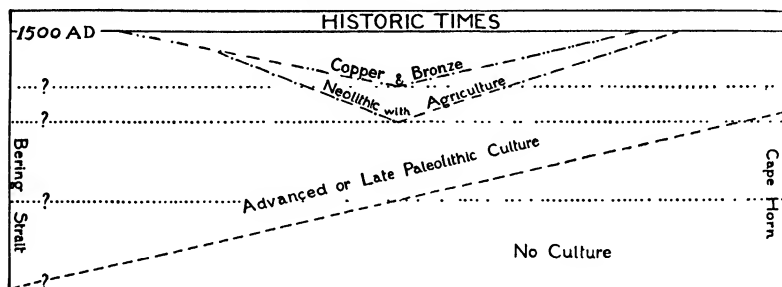 HISTORIC TIMES
1500 AD
Copper & Bronze
?
Neolithic with Agriculture
?
Advanced or Late Paleolithic Culture
?
Bering Strait
Cape Horn
No Culture
?